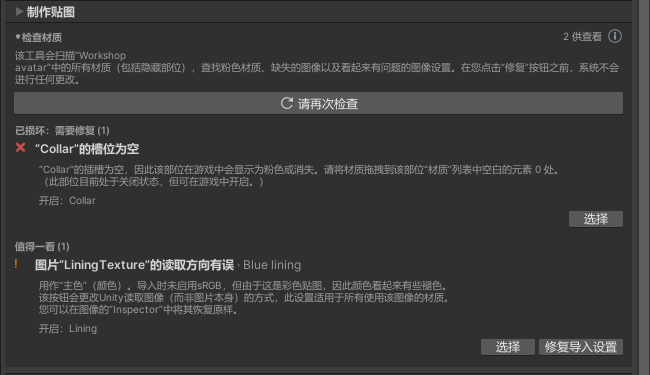 制作贴图
检查材质
2 供查看
该工具会扫描“Workshop
avatar”中的所有材质（包括隐藏部位），查找粉色材质、缺失的图像以及看起来有问题的图像设置。在您点击“修复”按钮之前，系统不会
进行任何更改。
请再次检查
已损坏：需要修复 (1)
“Collar”的槽位为空
“Collar”的插槽为空，因此该部位在游戏中会显示为粉色或消失。请将材质拖拽到该部位“材质”列表中空白的元素 0 处。
（此部位目前处于关闭状态，但可在游戏中开启。）
开启：Collar
选择
值得一看 (1)
图片“LiningTexture”的读取方向有误 · Blue lining
用作“主色”（颜色）。导入时未启用sRGB，但由于这是彩色贴图，因此颜色看起来有些褪色。
该按钮会更改Unity读取图像（而非图片本身）的方式，此设置适用于所有使用该图像的材质。
您可以在图像的“Inspector”中将其恢复原样。
开启：Lining
选择
修复导入设置